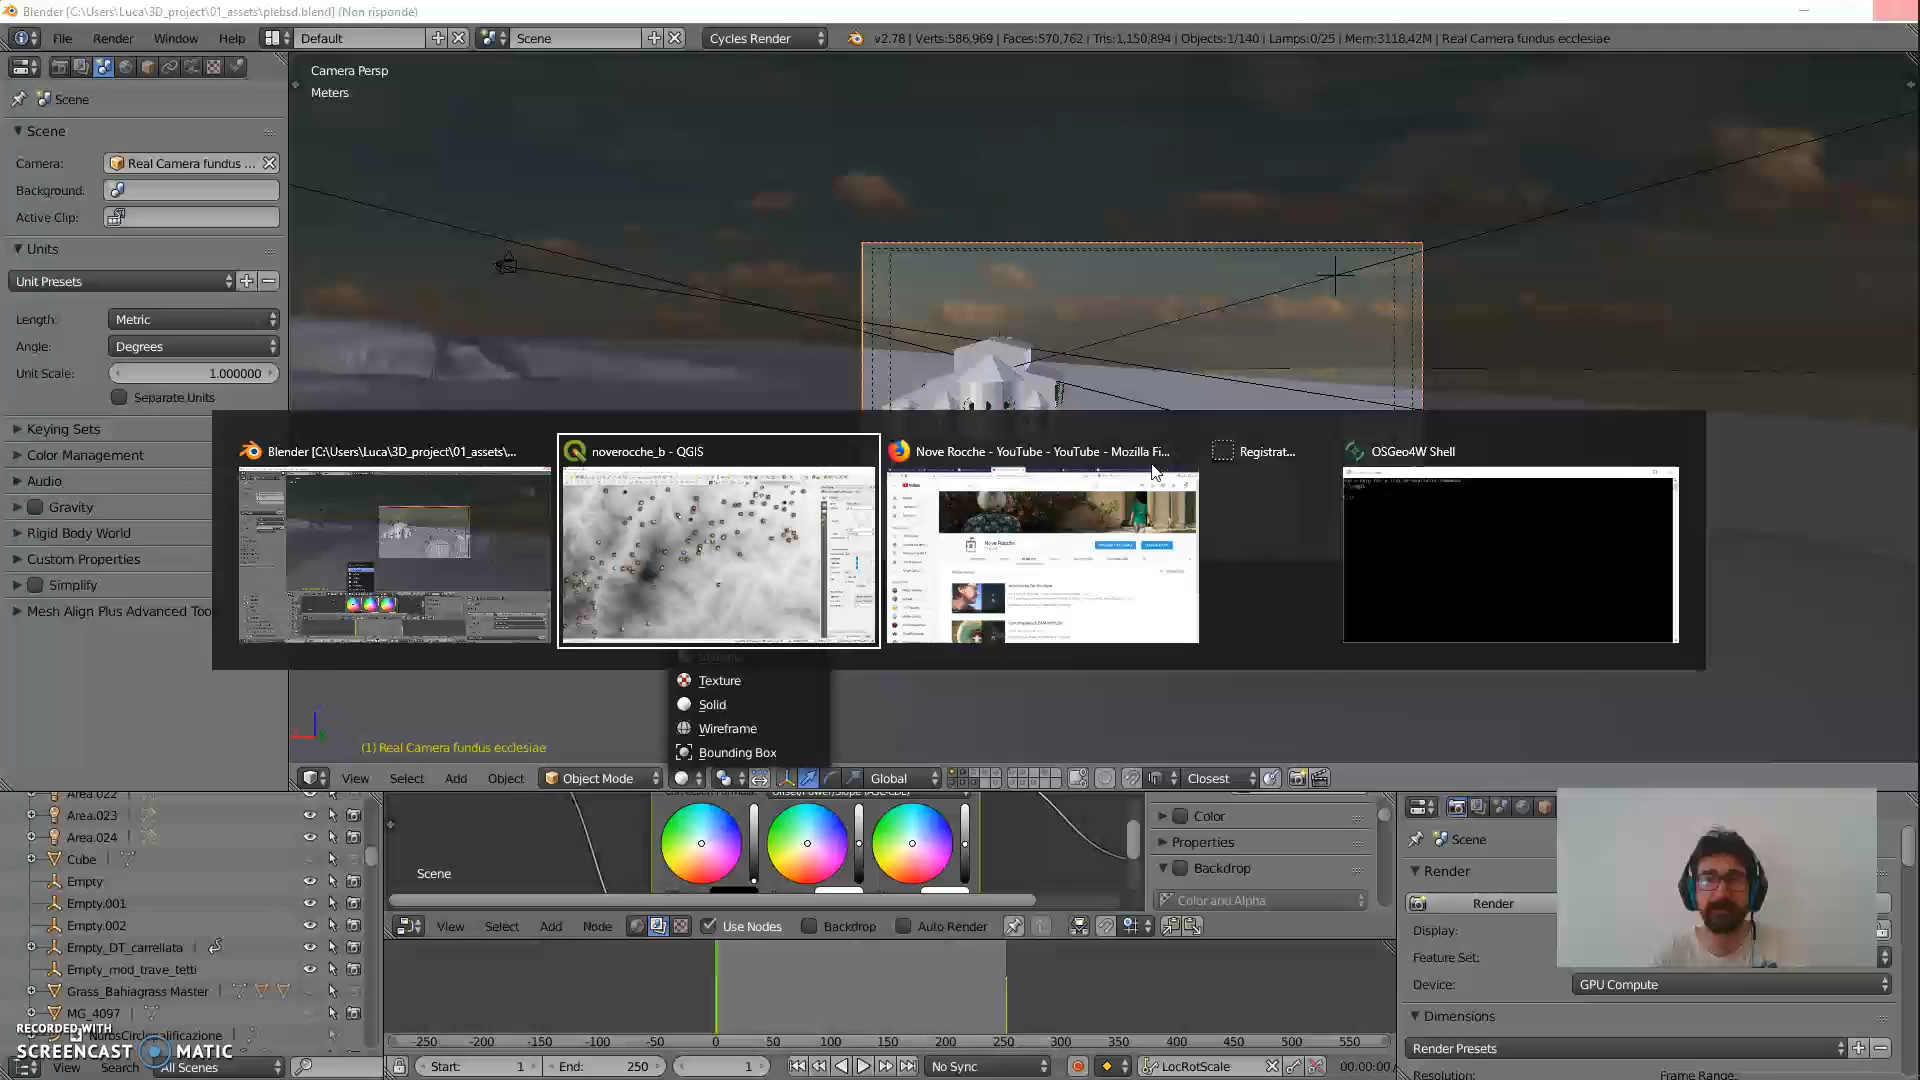 Blender [C:\Users\Luca\3D_project\01_assets\plebsd.blend] (Non risponde)
File Render Window Help Default Scene Cycles Render v2.78 | Verts:586,969 | Faces:570,762 | Tris:1,150,894 | Objects:1/140 | Lamps:0/25 | Mem:3118.42M | Real Camera fundus ecclesiae
Camera Persp
Meters
Scene
Scene
Camera: Real Camera fundus ...
Background:
Active Clip:
Units
Unit Presets
Length: Metric
Angle: Degrees
Unit Scale: 1.000000
Separate Units
Keying Sets
Color Management
Audio
Gravity
Rigid Body World
Custom Properties
Simplify
Mesh Align Plus Advanced Too
Blender [C:\Users\Luca\3D_project\01_assets\...
noverocche_b - QGIS
Nove Rocche - YouTube - YouTube - Mozilla Fi...
Registrat...
OSGeo4W Shell
Texture
Solid
Wireframe
Bounding Box
(1) Real Camera fundus ecclesiae
View Select Add Object Object Mode Global Closest
Area.022
Area.023
Area.024
Cube
Empty
Empty.001
Empty.002
Empty_DT_carrellata
Empty_mod_trave_tetti
Grass_Bahiagrass Master
MG_4097
View Search All Scenes
Scene
Color
Properties
Backdrop
Color and Alpha
View Select Add Node Use Nodes Backdrop Auto Render
-250 -200 -150 -100 -50 0 50 100 150 200 250 300 350 400 450 500 550
Start: 1 End: 250 1 No Sync LocRotScale 00:00:00
Scene
Render
Render
Display:
Feature Set:
Device: GPU Compute
Dimensions
Render Presets
Resolution: Frame Range:
RECORDED WITH
SCREENCAST MATIC